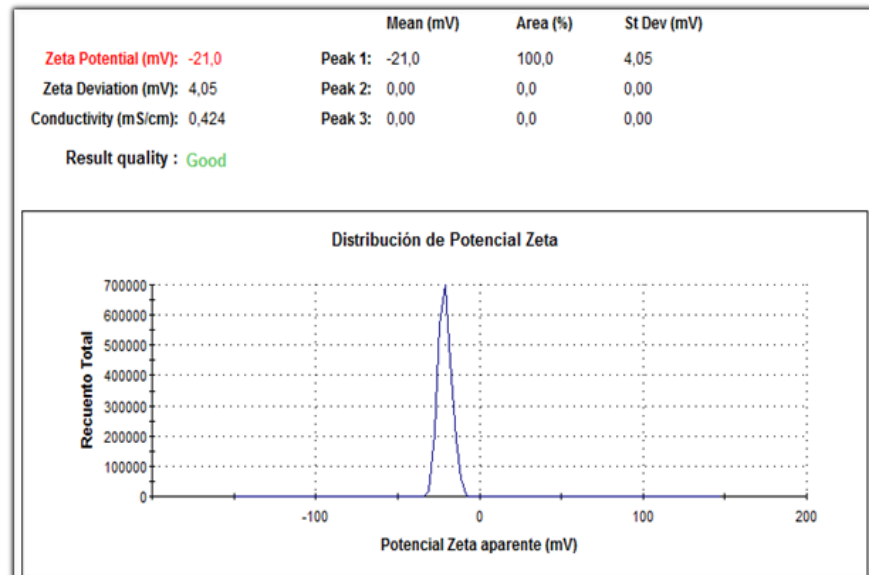 Mean (mV) Area (%) St Dev (mV)
Zeta Potential (mV): -21,0 Peak 1: -21,0 100,0 4,05
Zeta Deviation (mV): 4,05 Peak 2: 0,00 0,0 0,00
Conductivity (mS/cm): 0,424 Peak 3: 0,00 0,0 0,00
Result quality : Good
Distribución de Potencial Zeta
Recuento Total
700000
600000
500000
400000
300000
200000
100000
0
-100 0 100 200
Potencial Zeta aparente (mV)